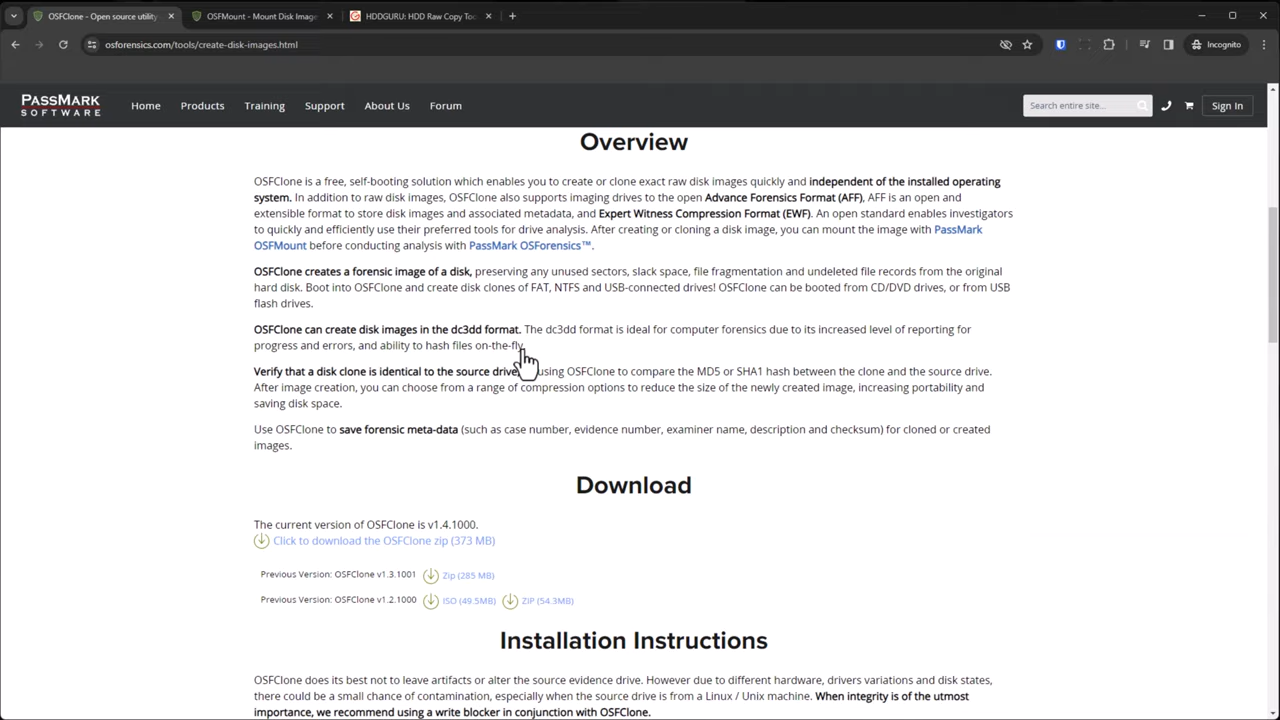 OSFClone - Open source utility
OSFMount - Mount Disk Image
HDDGURU: HDD Raw Copy Too
osforensics.com/tools/create-disk-images.html
Incognito
PASSMARK
SOFTWARE
Home
Products
Training
Support
About Us
Forum
Search entire site...
Sign In
Overview
OSFClone is a free, self-booting solution which enables you to create or clone exact raw disk images quickly and independent of the installed operating
system. In addition to raw disk images, OSFClone also supports imaging drives to the open Advance Forensics Format (AFF), AFF is an open and
extensible format to store disk images and associated metadata, and Expert Witness Compression Format (EWF). An open standard enables investigators
to quickly and efficiently use their preferred tools for drive analysis. After creating or cloning a disk image, you can mount the image with PassMark
OSFMount before conducting analysis with PassMark OSForensics™.
OSFClone creates a forensic image of a disk, preserving any unused sectors, slack space, file fragmentation and undeleted file records from the original
hard disk. Boot into OSFClone and create disk clones of FAT, NTFS and USB-connected drives! OSFClone can be booted from CD/DVD drives, or from USB
flash drives.
OSFClone can create disk images in the dc3dd format. The dc3dd format is ideal for computer forensics due to its increased level of reporting for
progress and errors, and ability to hash files on-the-fly.
Verify that a disk clone is identical to the source drive, using OSFClone to compare the MD5 or SHA1 hash between the clone and the source drive.
After image creation, you can choose from a range of compression options to reduce the size of the newly created image, increasing portability and
saving disk space.
Use OSFClone to save forensic meta-data (such as case number, evidence number, examiner name, description and checksum) for cloned or created
images.
Download
The current version of OSFClone is v1.4.1000.
Click to download the OSFClone zip (373 MB)
Previous Version: OSFClone v1.3.1001 Zip (285 MB)
Previous Version: OSFClone v1.2.1000 ISO (49.5MB) ZIP (54.3MB)
Installation Instructions
OSFClone does its best not to leave artifacts or alter the source evidence drive. However due to different hardware, drivers variations and disk states,
there could be a small chance of contamination, especially when the source drive is from a Linux / Unix machine. When integrity is of the utmost
importance, we recommend using a write blocker in conjunction with OSFClone.